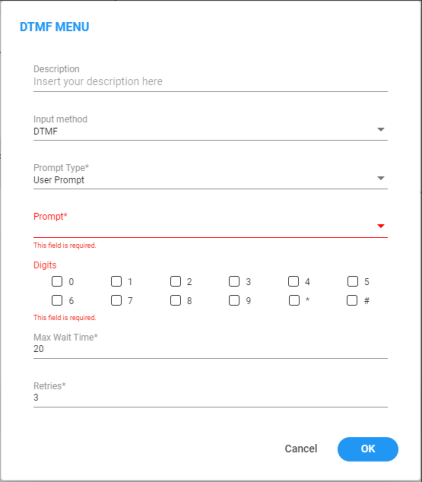 DTMF MENU
Description
Insert your description here
Input method
DTMF
Prompt Type*
User Prompt
Prompt*
This field is required.
Digits
0 1 2 3 4 5
6 7 8 9 * #
This field is required.
Max Wait Time*
20
Retries*
3
Cancel OK